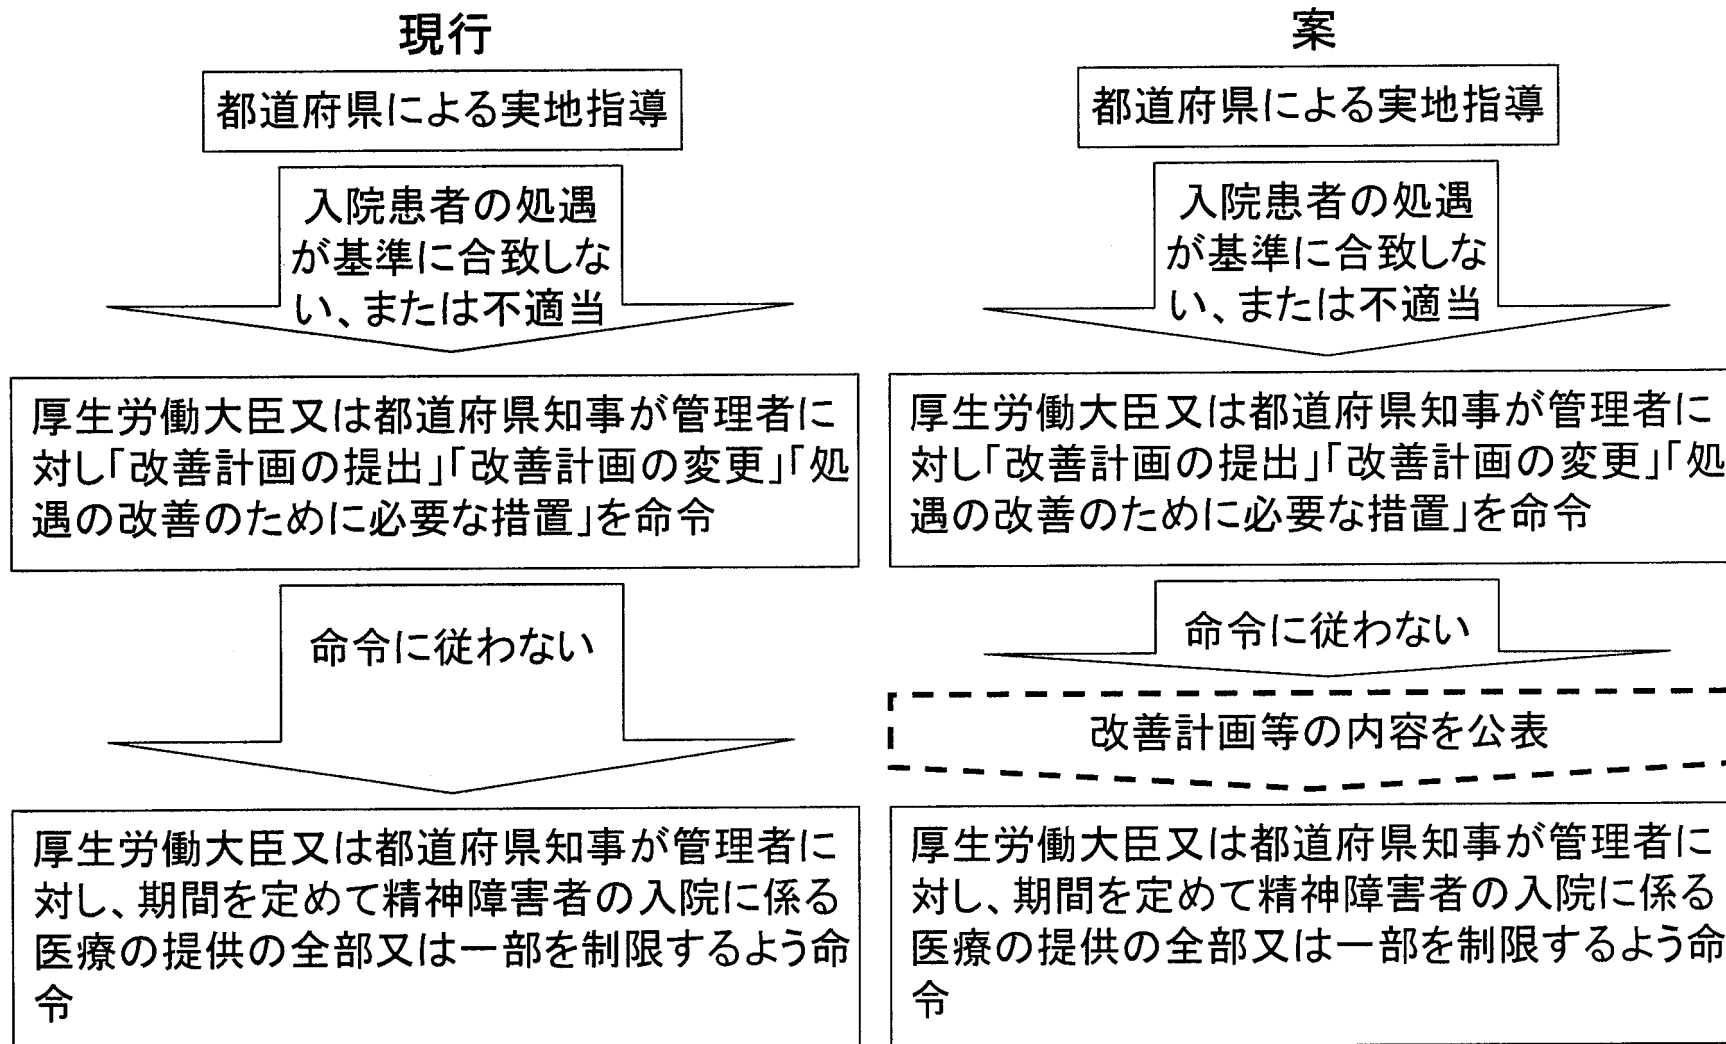 現行
都道府県による実地指導
入院患者の処遇
が基準に合致しな
い、または不適当
厚生労働大臣又は都道府県知事が管理者に
対し「改善計画の提出」「改善計画の変更」「処
遇の改善のために必要な措置」を命令
命令に従わない
厚生労働大臣又は都道府県知事が管理者に
対し、期間を定めて精神障害者の入院に係る
医療の提供の全部又は一部を制限するよう命
令
案
都道府県による実地指導
入院患者の処遇
が基準に合致しな
い、または不適当
厚生労働大臣又は都道府県知事が管理者に
対し「改善計画の提出」「改善計画の変更」「処
遇の改善のために必要な措置」を命令
命令に従わない
改善計画等の内容を公表
厚生労働大臣又は都道府県知事が管理者に
対し、期間を定めて精神障害者の入院に係る
医療の提供の全部又は一部を制限するよう命
令